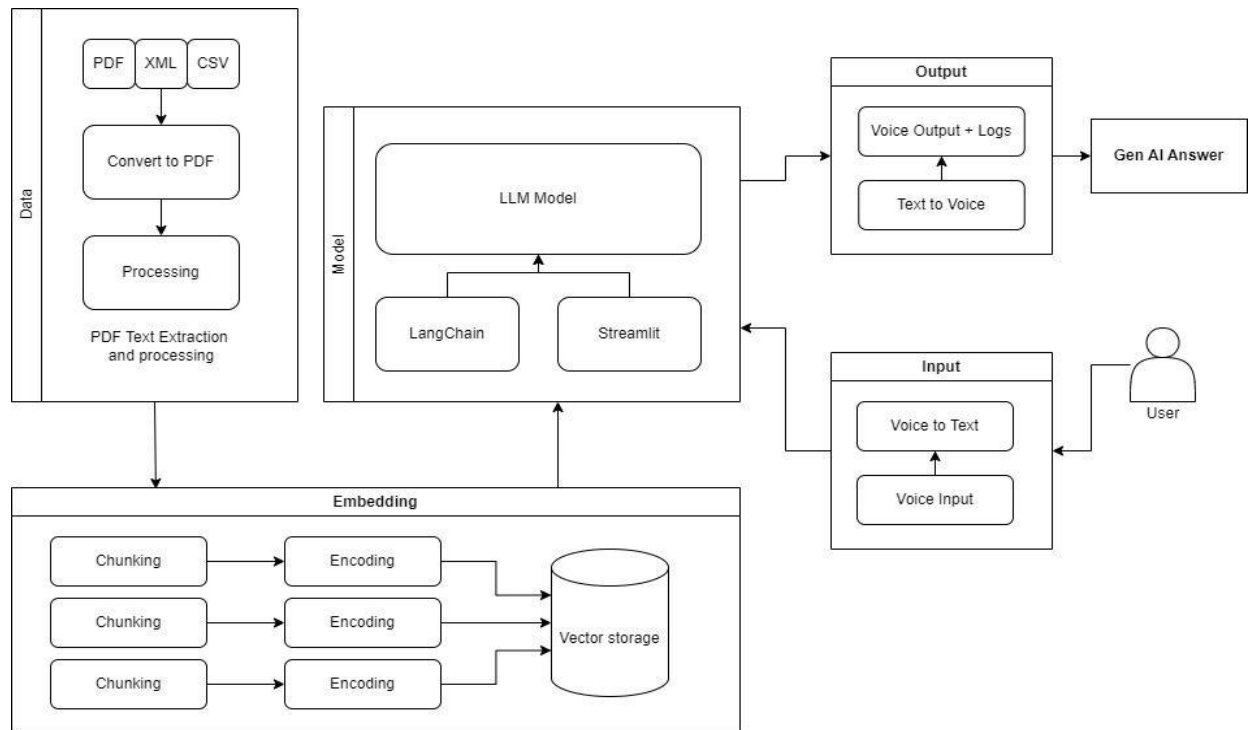 Data
PDF
XML
CSV
Convert to PDF
Processing
PDF Text Extraction
and processing
Model
LLM Model
LangChain
Streamlit
Output
Voice Output + Logs
Text to Voice
Gen AI Answer
Input
Voice to Text
Voice Input
User
Embedding
Chunking
Encoding
Chunking
Encoding
Chunking
Encoding
Vector storage